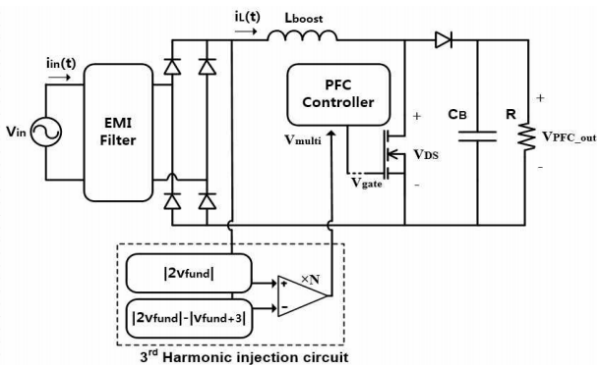 iL(t)
Lboost
iin(t)
EMI
Filter
Vin
PFC
Controller
Vmulti
Vgate
+
VDS
-
CB
R
+
VPFC_out
-
|2vfund|
|2vfund|-|vfund+3|
+
-
×N
3rd Harmonic injection circuit